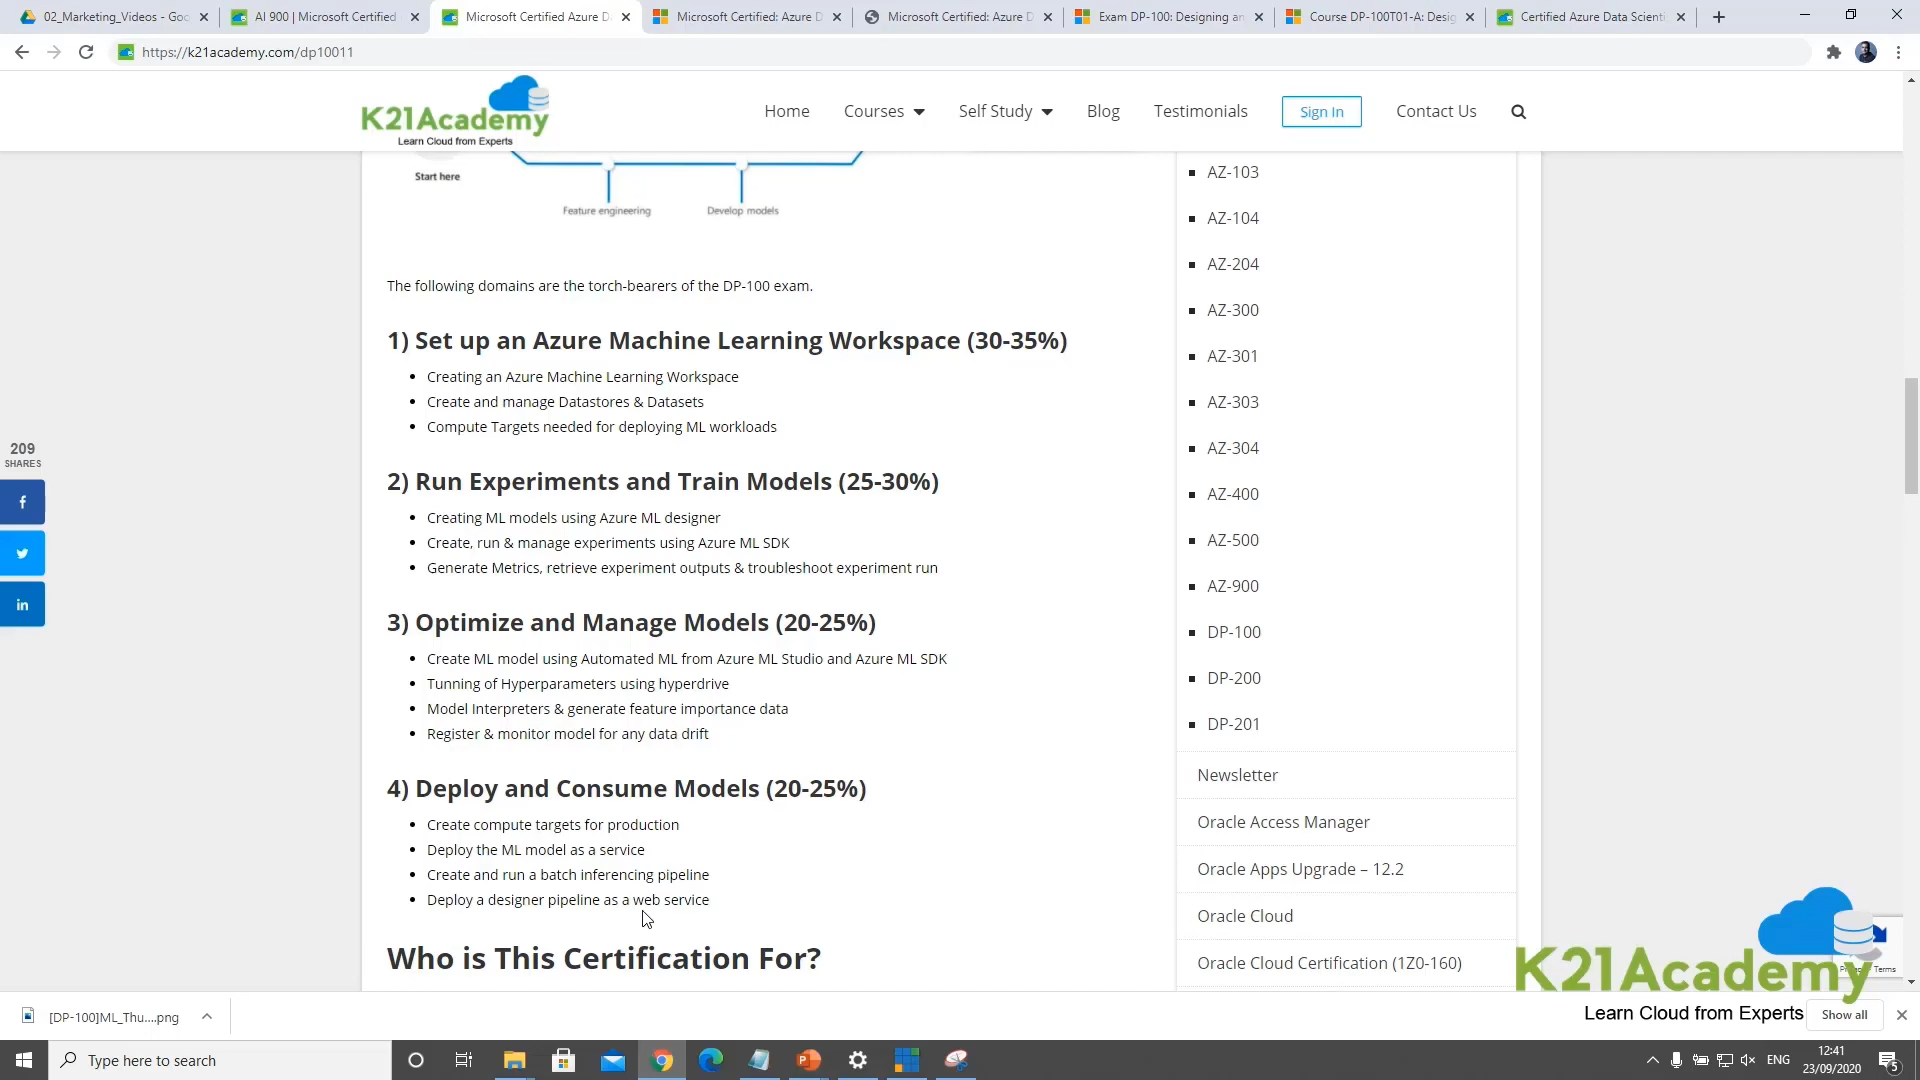 02_Marketing_Videos - Goo
AI 900 | Microsoft Certified
Microsoft Certified Azure D
Microsoft Certified: Azure D
Microsoft Certified: Azure D
Exam DP-100: Designing an
Course DP-100T01-A: Desig
Certified Azure Data Scienti
https://k21academy.com/dp10011
K21Academy
Learn Cloud from Experts
Home
Courses
Self Study
Blog
Testimonials
Sign In
Contact Us
Start here
Feature engineering
Develop models
The following domains are the torch-bearers of the DP-100 exam.
1) Set up an Azure Machine Learning Workspace (30-35%)
Creating an Azure Machine Learning Workspace
Create and manage Datastores & Datasets
Compute Targets needed for deploying ML workloads
2) Run Experiments and Train Models (25-30%)
Creating ML models using Azure ML designer
Create, run & manage experiments using Azure ML SDK
Generate Metrics, retrieve experiment outputs & troubleshoot experiment run
3) Optimize and Manage Models (20-25%)
Create ML model using Automated ML from Azure ML Studio and Azure ML SDK
Tunning of Hyperparameters using hyperdrive
Model Interpreters & generate feature importance data
Register & monitor model for any data drift
4) Deploy and Consume Models (20-25%)
Create compute targets for production
Deploy the ML model as a service
Create and run a batch inferencing pipeline
Deploy a designer pipeline as a web service
Who is This Certification For?
209
SHARES
f
in
AZ-103
AZ-104
AZ-204
AZ-300
AZ-301
AZ-303
AZ-304
AZ-400
AZ-500
AZ-900
DP-100
DP-200
DP-201
Newsletter
Oracle Access Manager
Oracle Apps Upgrade – 12.2
Oracle Cloud
Oracle Cloud Certification (1Z0-160)
K21Academy
Terms
Learn Cloud from Experts
[DP-100]ML_Thu....png
Show all
Type here to search
ENG
12:41
23/09/2020
5